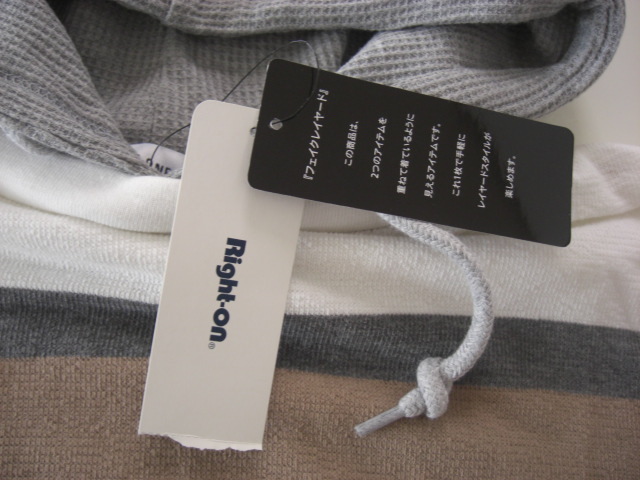 『フェイクレイヤード』
この商品は、
2つのアイテムを
重ねて着ているように
見えるアイテムです。
これ1枚で手軽に
レイヤードスタイルが
楽しめます。
Right-on®